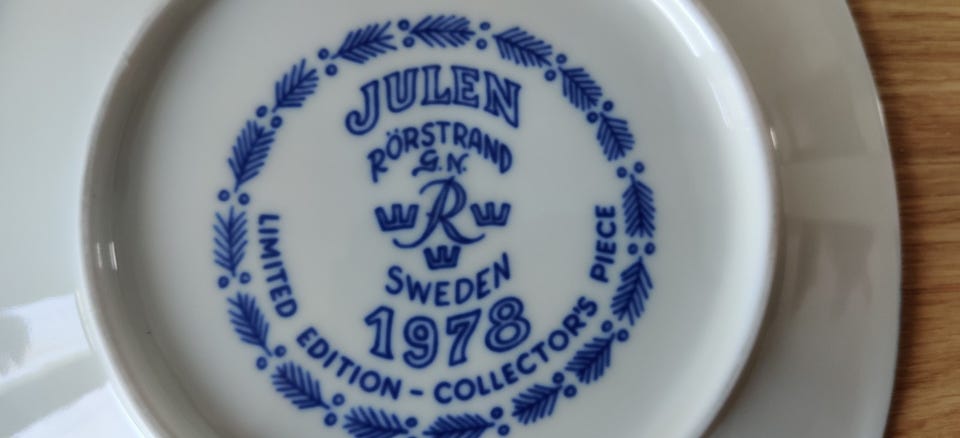 JULEN
RÖRSTRAND
G.N.
R
SWEDEN
1978
LIMITED EDITION - COLLECTOR'S PIECE